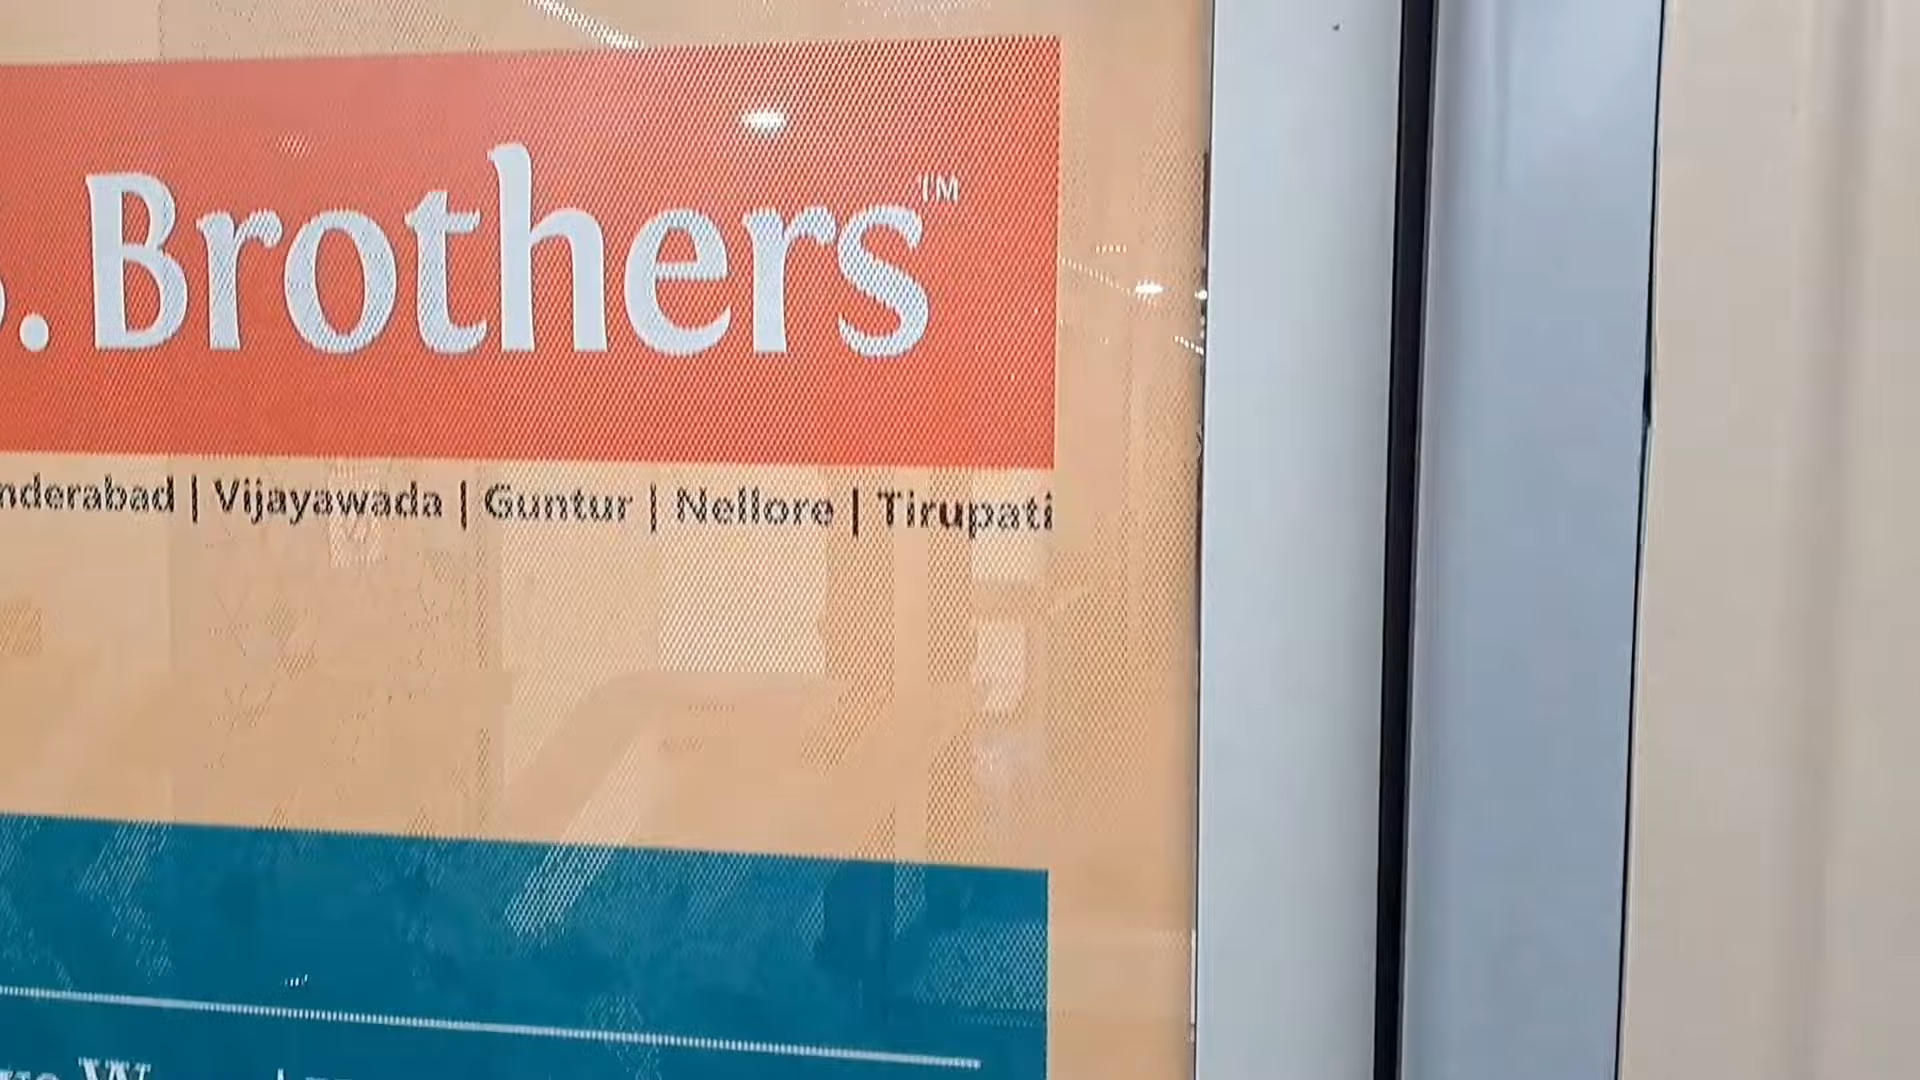 . Brothers™
nderabad | Vijayawada | Guntur | Nellore | Tirupati